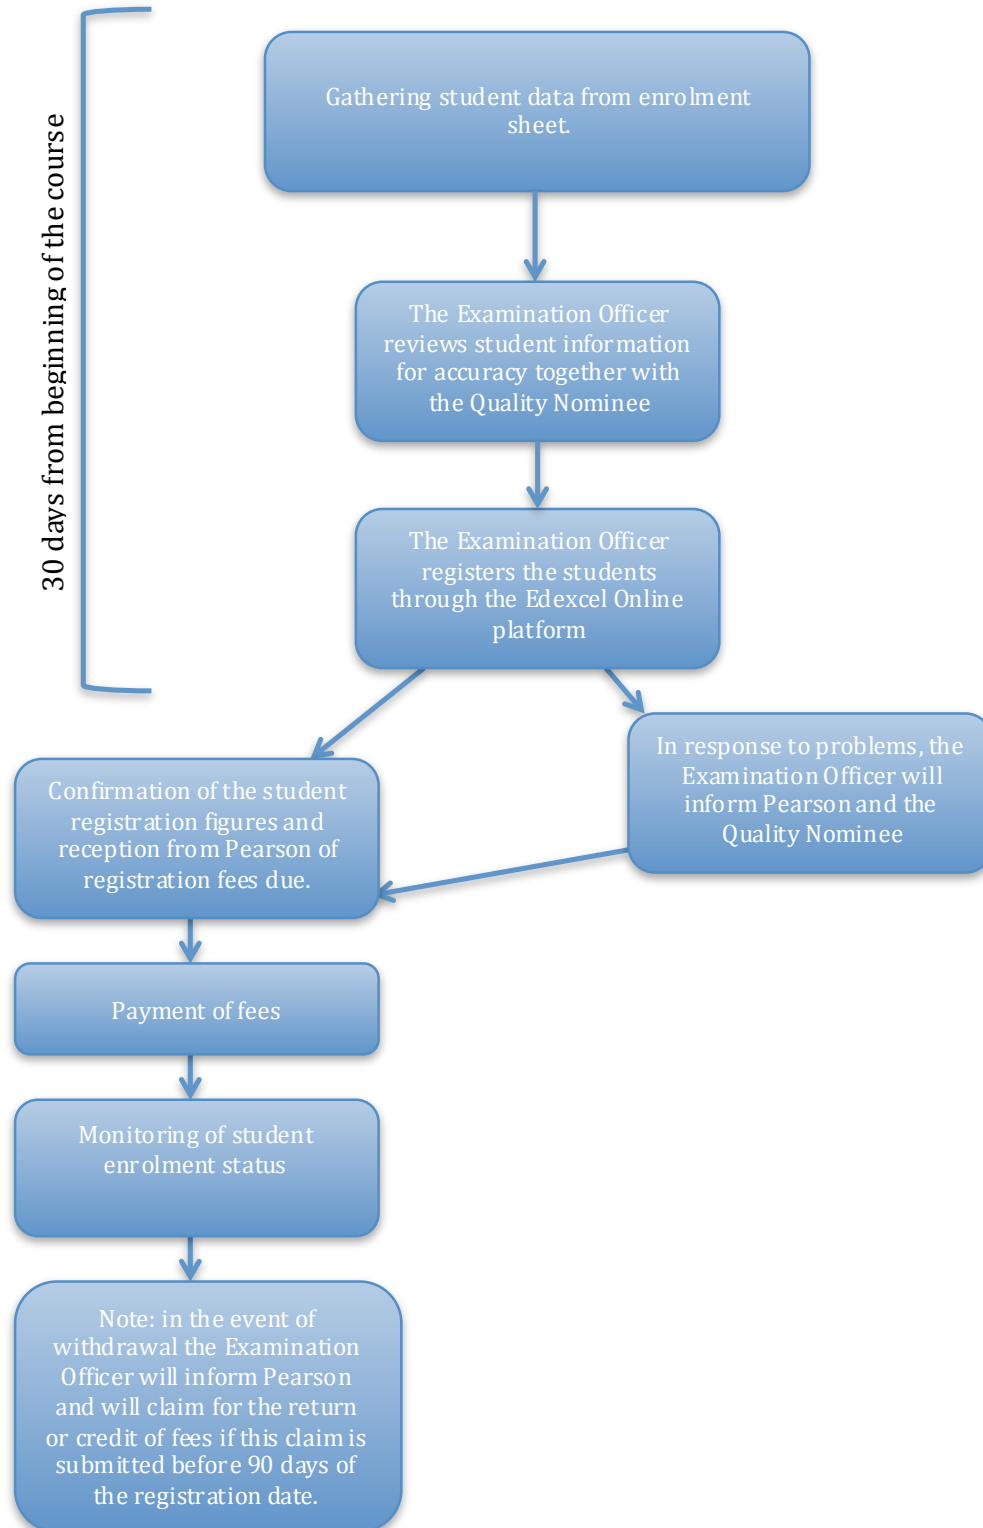 30 days from beginning of the course
Gathering student data from enrolment
sheet.
The Examination Officer
reviews student information
for accuracy together with
the Quality Nominee
The Examination Officer
registers the students
through the Edexcel Online
platform
In response to problems, the
Examination Officer will
inform Pearson and the
Quality Nominee
Confirmation of the student
registration figures and
reception from Pearson of
registration fees due.
Payment of fees
Monitoring of student
enrolment status
Note: in the event of
withdrawal the Examination
Officer will inform Pearson
and will claim for the return
or credit of fees if this claim is
submitted before 90 days of
the registration date.